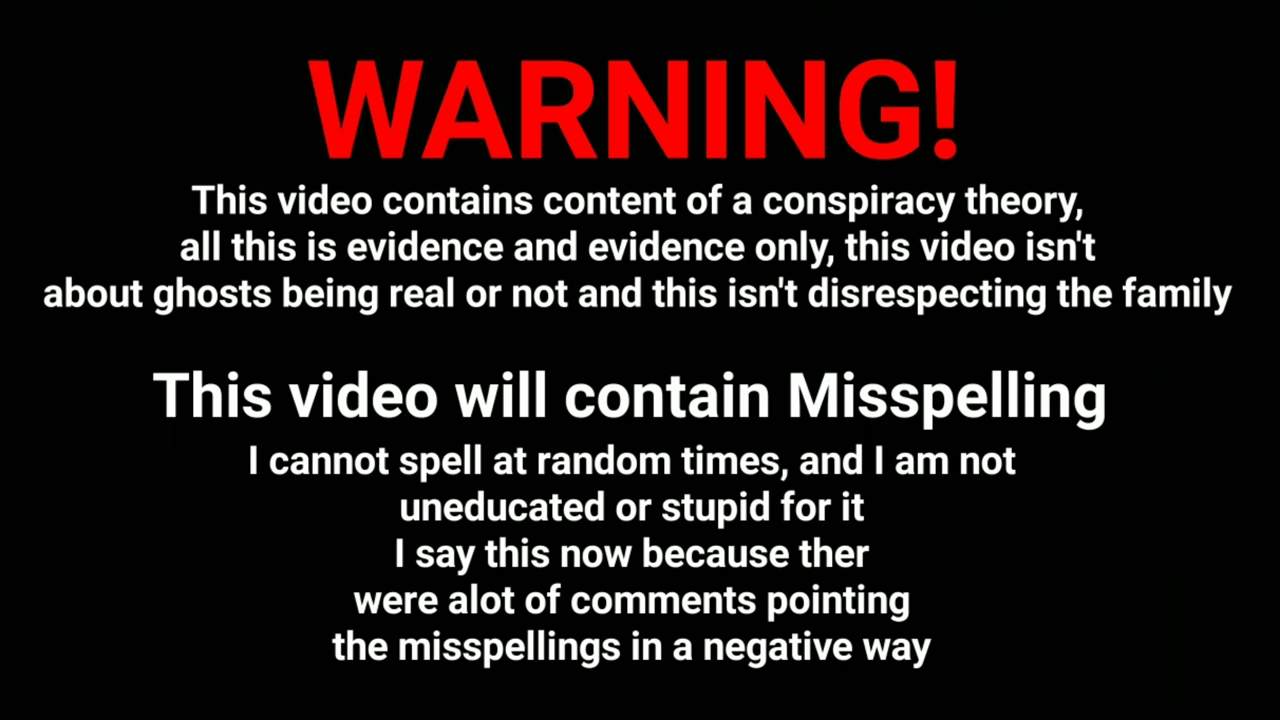 WARNING!
This video contains content of a conspiracy theory,
all this is evidence and evidence only, this video isn't
about ghosts being real or not and this isn't disrespecting the family
This video will contain Misspelling
I cannot spell at random times, and I am not
uneducated or stupid for it
I say this now because ther
were alot of comments pointing
the misspellings in a negative way